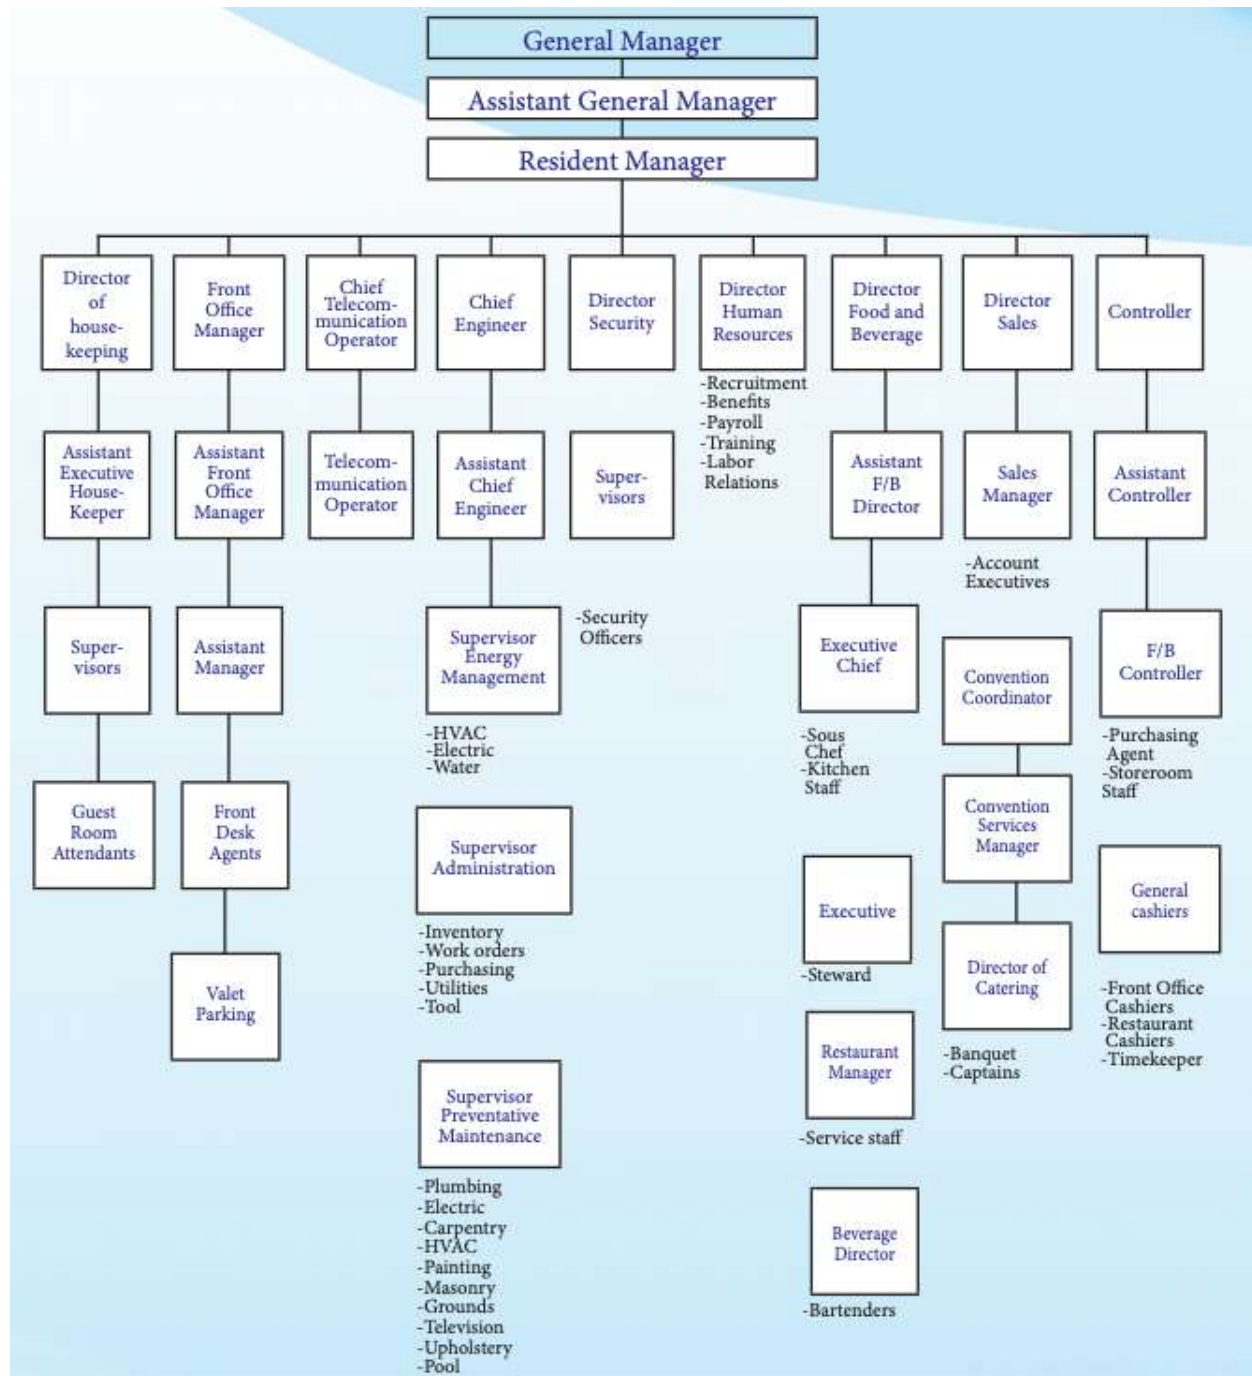 General Manager
Assistant General Manager
Resident Manager
Director
of
house-
keeping
Front
Office
Manager
Chief
Telecom-
munication
Operator
Chief
Engineer
Director
Security
Director
Human
Resources
Director
Food and
Beverage
Director
Sales
Controller
-Recruitment
-Benefits
-Payroll
-Training
-Labor
Relations
Assistant
Executive
House-
Keeper
Assistant
Front
Office
Manager
Telecom-
munication
Operator
Assistant
Chief
Engineer
Super-
visors
Assistant
F/B
Director
Sales
Manager
Assistant
Controller
-Account
Executives
Super-
visors
Assistant
Manager
Supervisor
Energy
Management
-Security
Officers
Executive
Chief
Convention
Coordinator
F/B
Controller
-HVAC
-Electric
-Water
-Sous
Chef
-Kitchen
Staff
-Purchasing
Agent
-Storeroom
Staff
Guest
Room
Attendants
Front
Desk
Agents
Supervisor
Administration
Convention
Services
Manager
Executive
General
cashiers
-Inventory
-Work orders
-Purchasing
-Utilities
-Tool
-Steward
Director of
Catering
-Front Office
Cashiers
-Restaurant
Cashiers
-Timekeeper
Valet
Parking
Restaurant
Manager
-Banquet
-Captains
Supervisor
Preventative
Maintenance
-Service staff
-Plumbing
-Electric
-Carpentry
-HVAC
-Painting
-Masonry
-Grounds
-Television
-Upholstery
-Pool
Beverage
Director
-Bartenders